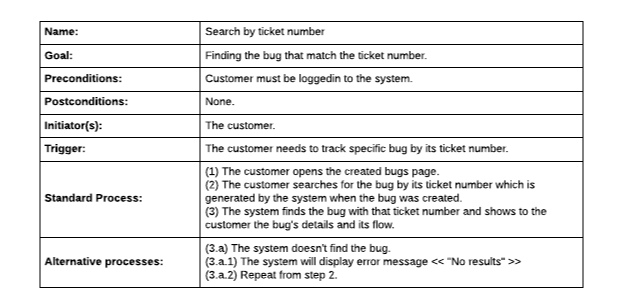 Name: Search by ticket number
Goal: Finding the bug that match the ticket number.
Preconditions: Customer must be loggedin to the system.
Postconditions: None.
Initiator(s): The customer.
Trigger: The customer needs to track specific bug by its ticket number.
Standard Process:
(1) The customer opens the created bugs page.
(2) The customer searches for the bug by its ticket number which is
generated by the system when the bug was created.
(3) The system finds the bug with that ticket number and shows to the
customer the bug's details and its flow.
Alternative processes:
(3.a) The system doesn't find the bug.
(3.a.1) The system will display error message << "No results" >>
(3.a.2) Repeat from step 2.